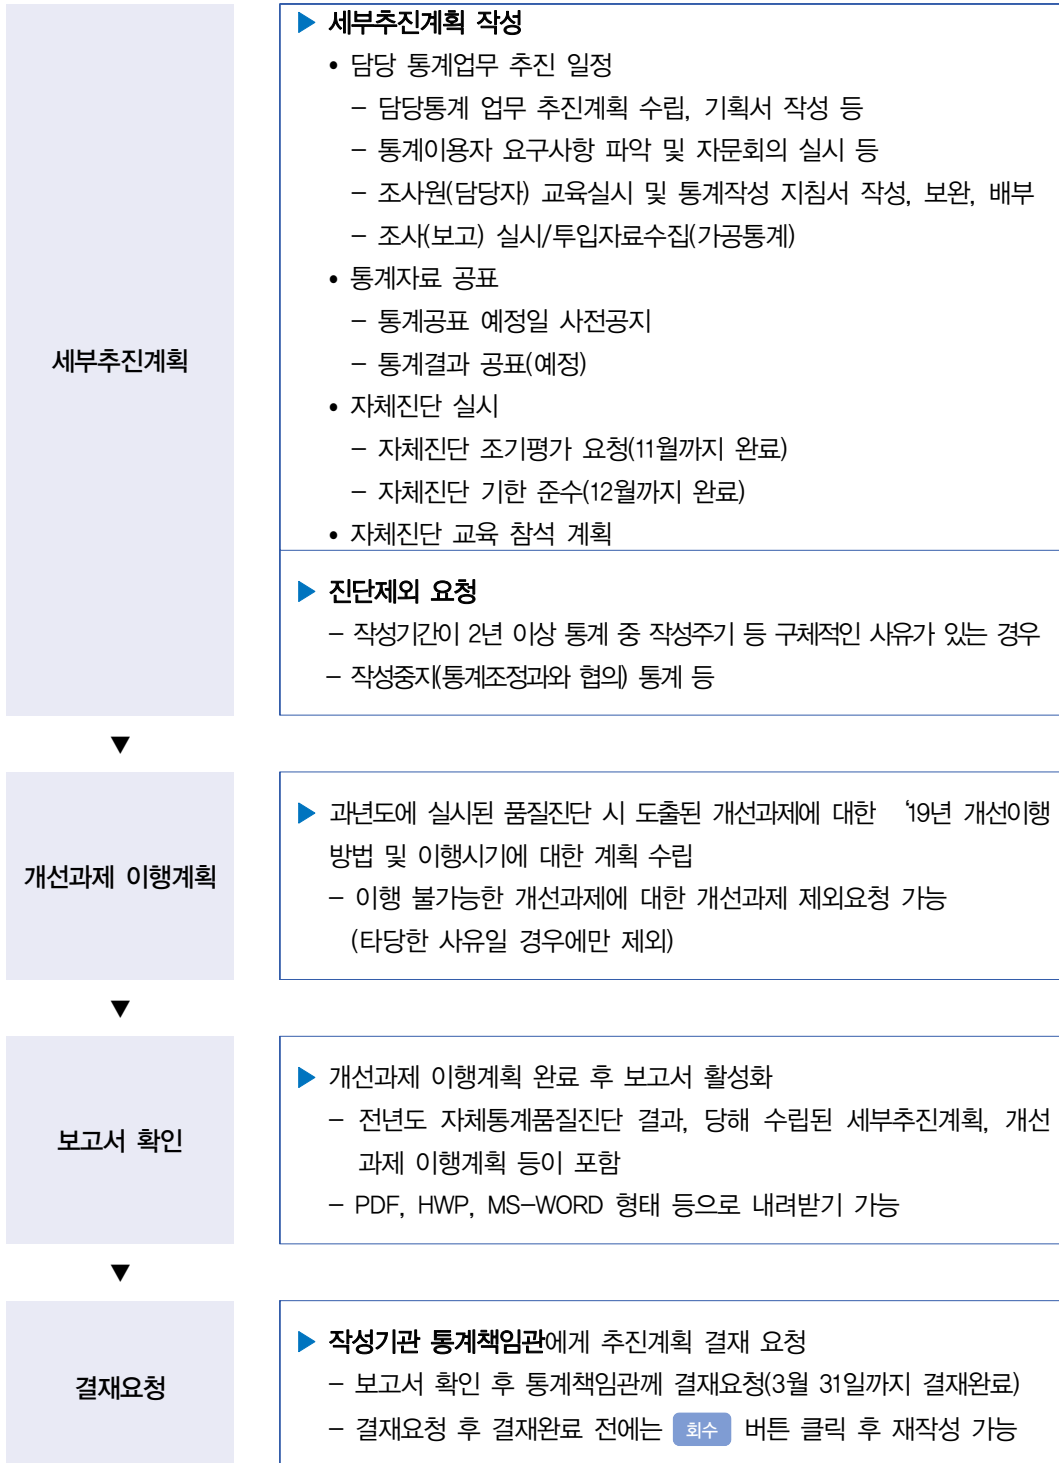 세부추진계획
▶ 세부추진계획 작성
• 담당 통계업무 추진 일정
- 담당통계 업무 추진계획 수립, 기획서 작성 등
- 통계이용자 요구사항 파악 및 자문회의 실시 등
- 조사원(담당자) 교육실시 및 통계작성 지침서 작성, 보완, 배부
- 조사(보고) 실시/투입자료수집(가공통계)
• 통계자료 공표
- 통계공표 예정일 사전공지
- 통계결과 공표(예정)
• 자체진단 실시
- 자체진단 조기평가 요청(11월까지 완료)
- 자체진단 기한 준수(12월까지 완료)
• 자체진단 교육 참석 계획
▶ 진단제외 요청
- 작성기간이 2년 이상 통계 중 작성주기 등 구체적인 사유가 있는 경우
- 작성중지(통계조정과와 협의) 통계 등
▼
개선과제 이행계획
▶ 과년도에 실시된 품질진단 시 도출된 개선과제에 대한 ‘19년 개선이행
방법 및 이행시기에 대한 계획 수립
- 이행 불가능한 개선과제에 대한 개선과제 제외요청 가능
(타당한 사유일 경우에만 제외)
▼
보고서 확인
▶ 개선과제 이행계획 완료 후 보고서 활성화
- 전년도 자체통계품질진단 결과, 당해 수립된 세부추진계획, 개선
과제 이행계획 등이 포함
- PDF, HWP, MS-WORD 형태 등으로 내려받기 가능
▼
결재요청
▶ 작성기관 통계책임관에게 추진계획 결재 요청
- 보고서 확인 후 통계책임관께 결재요청(3월 31일까지 결재완료)
- 결재요청 후 결재완료 전에는 회수 버튼 클릭 후 재작성 가능